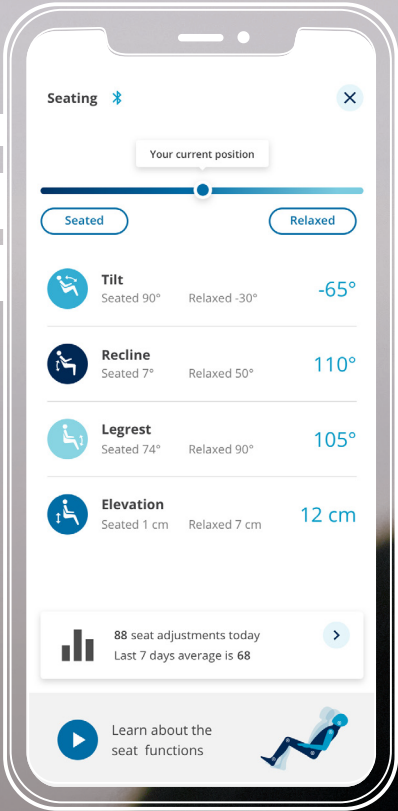 Seating
Your current position
Seated
Relaxed
Tilt
Seated 90° Relaxed -30°
-65°
Recline
Seated 7° Relaxed 50°
110°
Legrest
Seated 74° Relaxed 90°
105°
Elevation
Seated 1 cm Relaxed 7 cm
12 cm
88 seat adjustments today
Last 7 days average is 68
Learn about the
seat functions